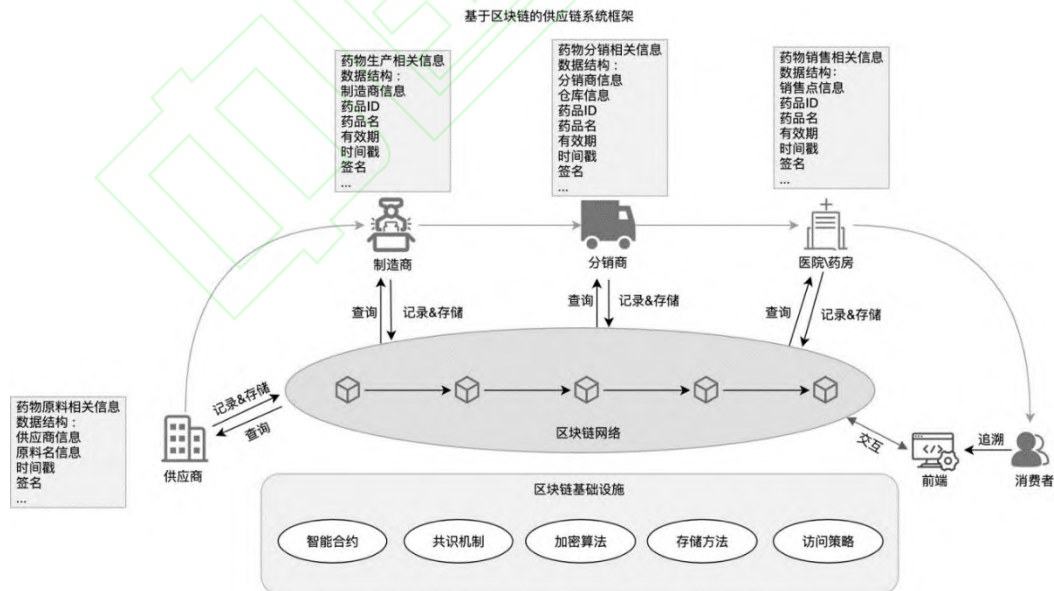 基于区块链的供应链系统框架
药物生产相关信息
数据结构：
制造商信息
药品ID
药品名
有效期
时间戳
签名
...
药物分销相关信息
数据结构：
分销商信息
仓库信息
药品ID
药品名
有效期
时间戳
签名
...
药物销售相关信息
数据结构：
销售点信息
药品ID
药品名
有效期
时间戳
签名
...
制造商
分销商
医院\药房
查询
记录&存储
查询
记录&存储
查询
记录&存储
药物原料相关信息
数据结构：
供应商信息
原料名信息
时间戳
签名
...
供应商
记录&存储
查询
区块链网络
交互
</>
前端
追溯
消费者
区块链基础设施
智能合约
共识机制
加密算法
存储方法
访问策略